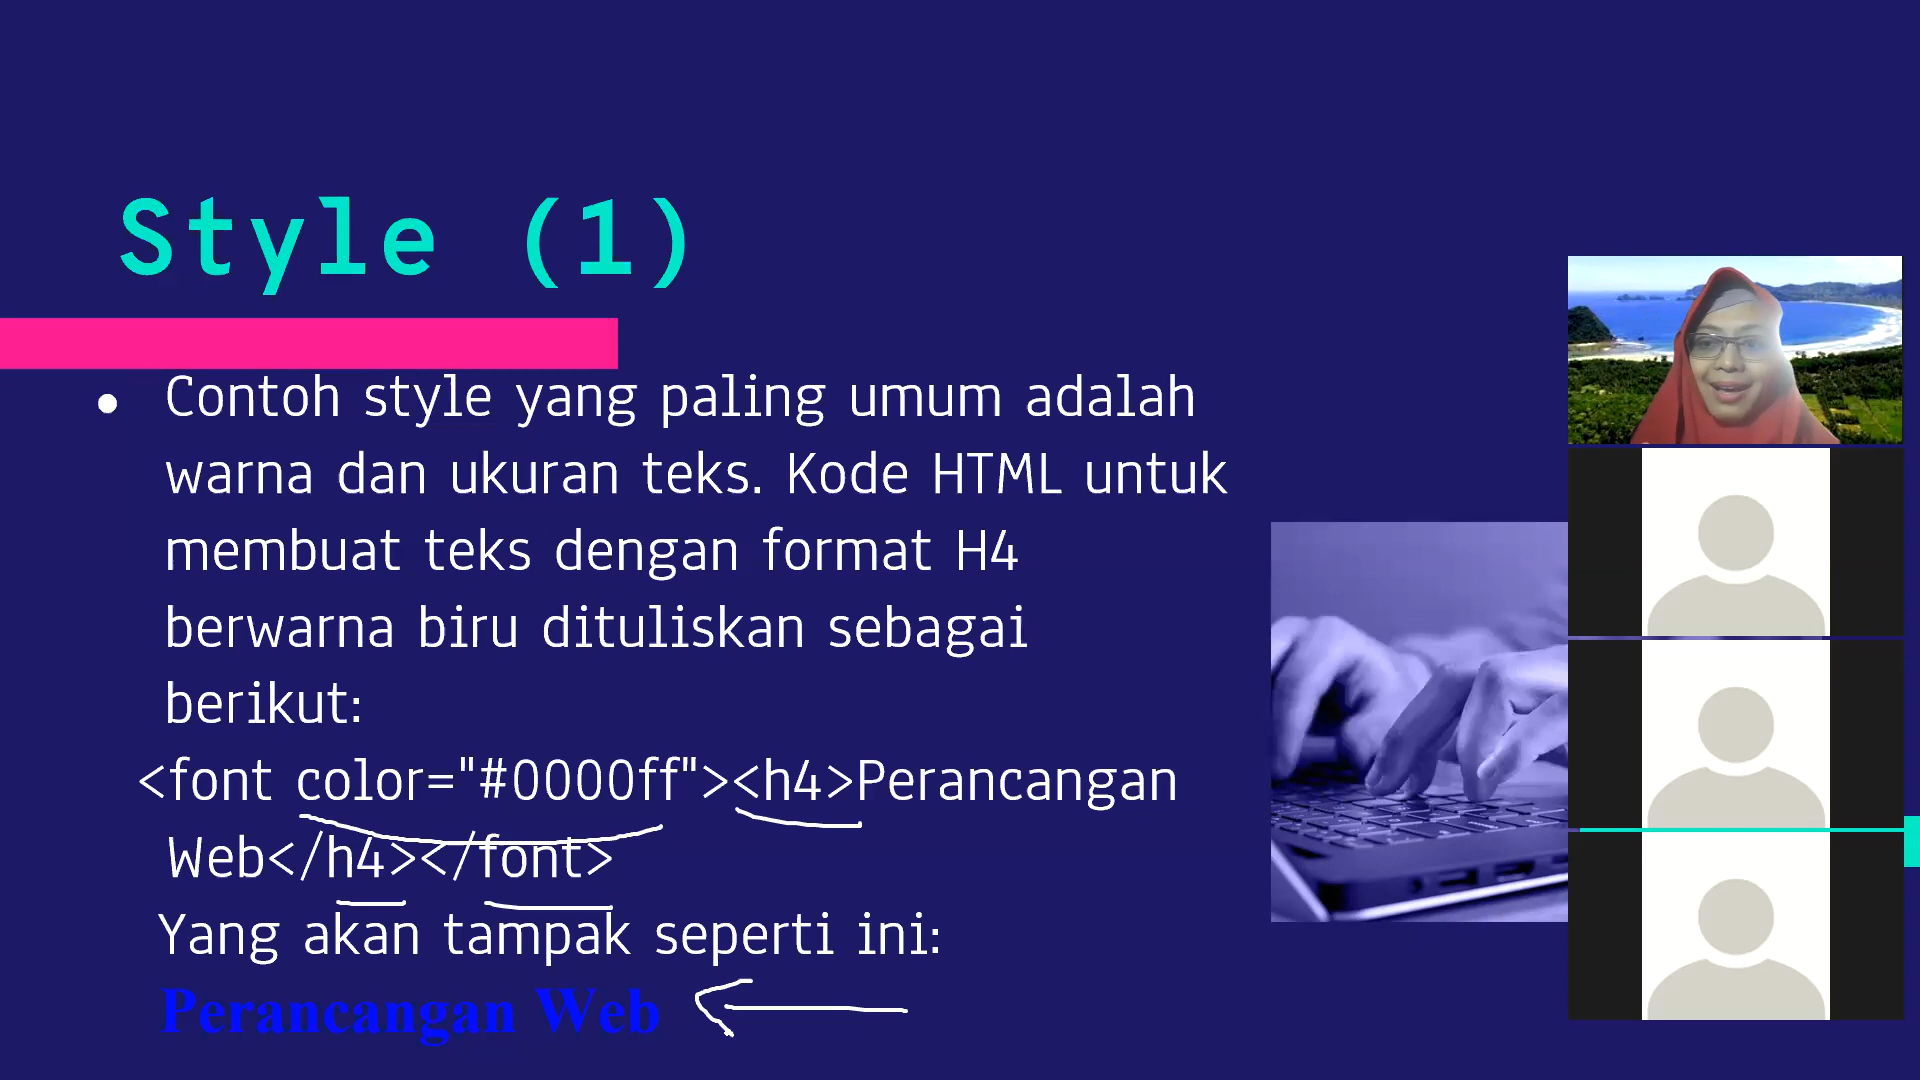 Style (1)
• Contoh style yang paling umum adalah
warna dan ukuran teks. Kode HTML untuk
membuat teks dengan format H4
berwarna biru dituliskan sebagai
berikut:
<font color="#0000ff"><h4>Perancangan
Web</h4></font>
Yang akan tampak seperti ini:
Perancangan Web